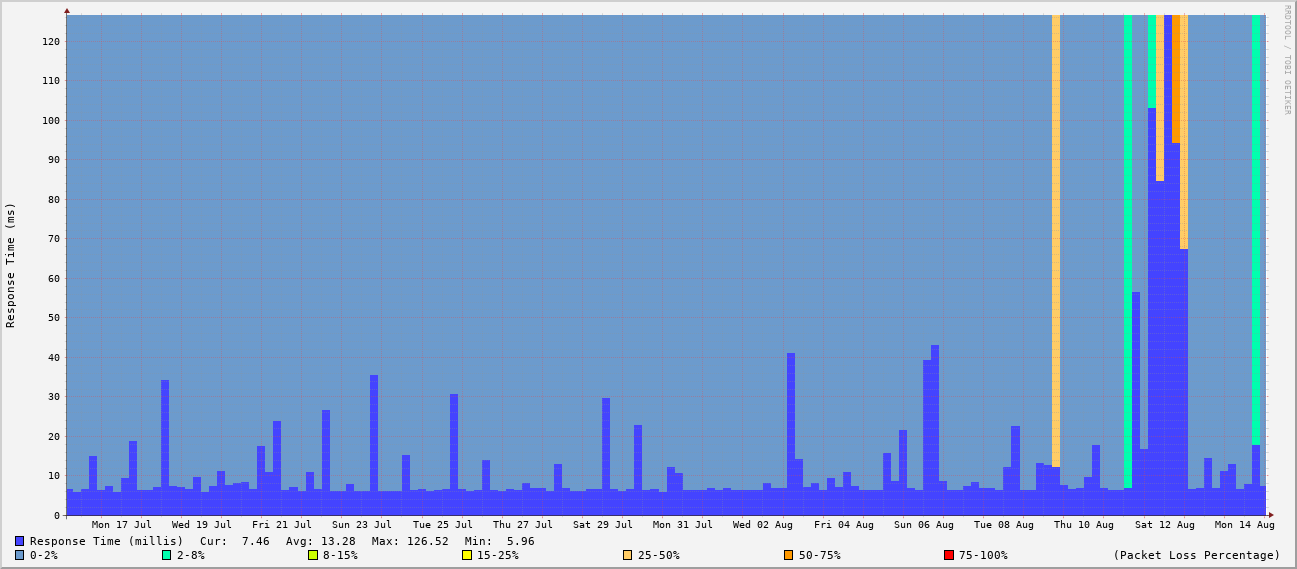 RRDTOOL / TOBI OETIKER
Response Time (ms)
120
110
100
90
80
70
60
50
40
30
20
10
0
Mon 17 Jul Wed 19 Jul Fri 21 Jul Sun 23 Jul Tue 25 Jul Thu 27 Jul Sat 29 Jul Mon 31 Jul Wed 02 Aug Fri 04 Aug Sun 06 Aug Tue 08 Aug Thu 10 Aug Sat 12 Aug Mon 14 Aug
Response Time (millis) Cur: 7.46 Avg: 13.28 Max: 126.52 Min: 5.96
0-2% 2-8% 8-15% 15-25% 25-50% 50-75% 75-100% (Packet Loss Percentage)